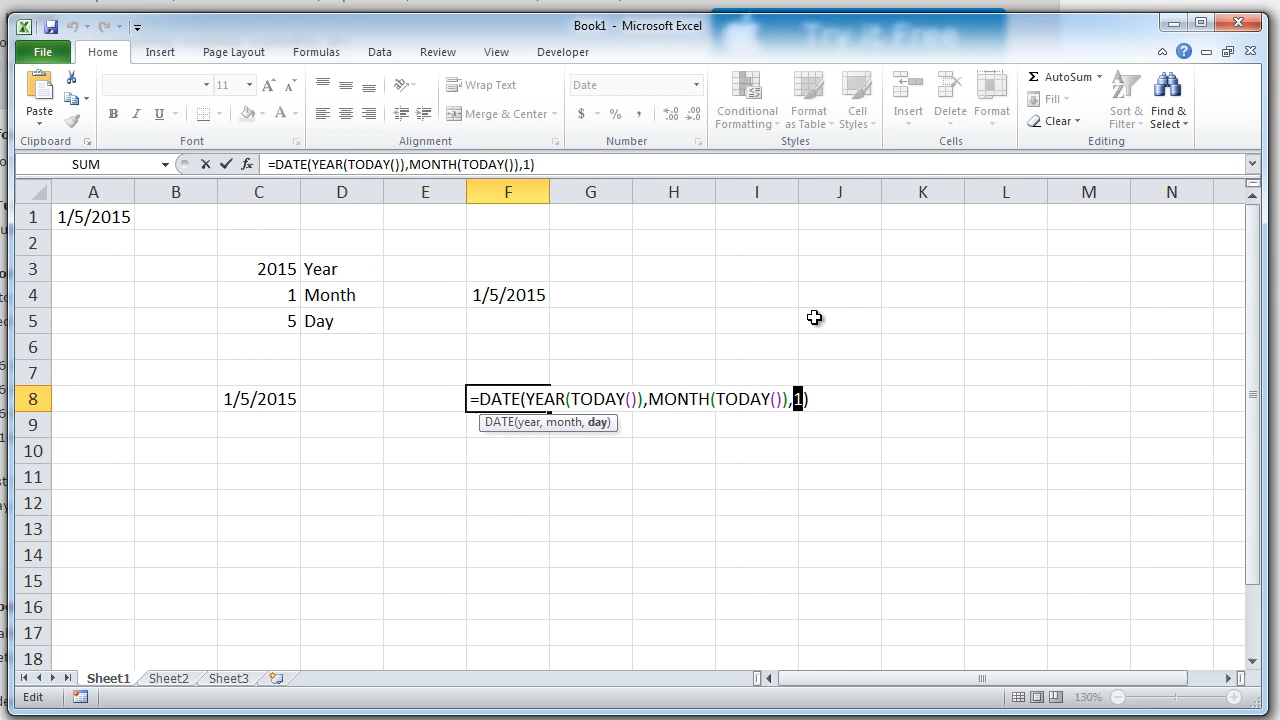 Book1 - Microsoft Excel
Try it Free
File Home Insert Page Layout Formulas Data Review View Developer
Paste
11
Wrap Text
Merge & Center
Date
Conditional Formatting
Format as Table
Cell Styles
Insert
Delete
Format
AutoSum
Fill
Clear
Sort & Filter
Find & Select
Clipboard Font Alignment Number Styles Cells Editing
SUM fx =DATE(YEAR(TODAY()),MONTH(TODAY()),1)
A B C D E F G H I J K L M N
1 1/5/2015
2
3 2015 Year
4 1 Month 1/5/2015
5 5 Day
6
7
8 1/5/2015 =DATE(YEAR(TODAY()),MONTH(TODAY()),1)
9 DATE(year, month, day)
10
11
12
13
14
15
16
17
18
Sheet1 Sheet2 Sheet3
Edit 130%